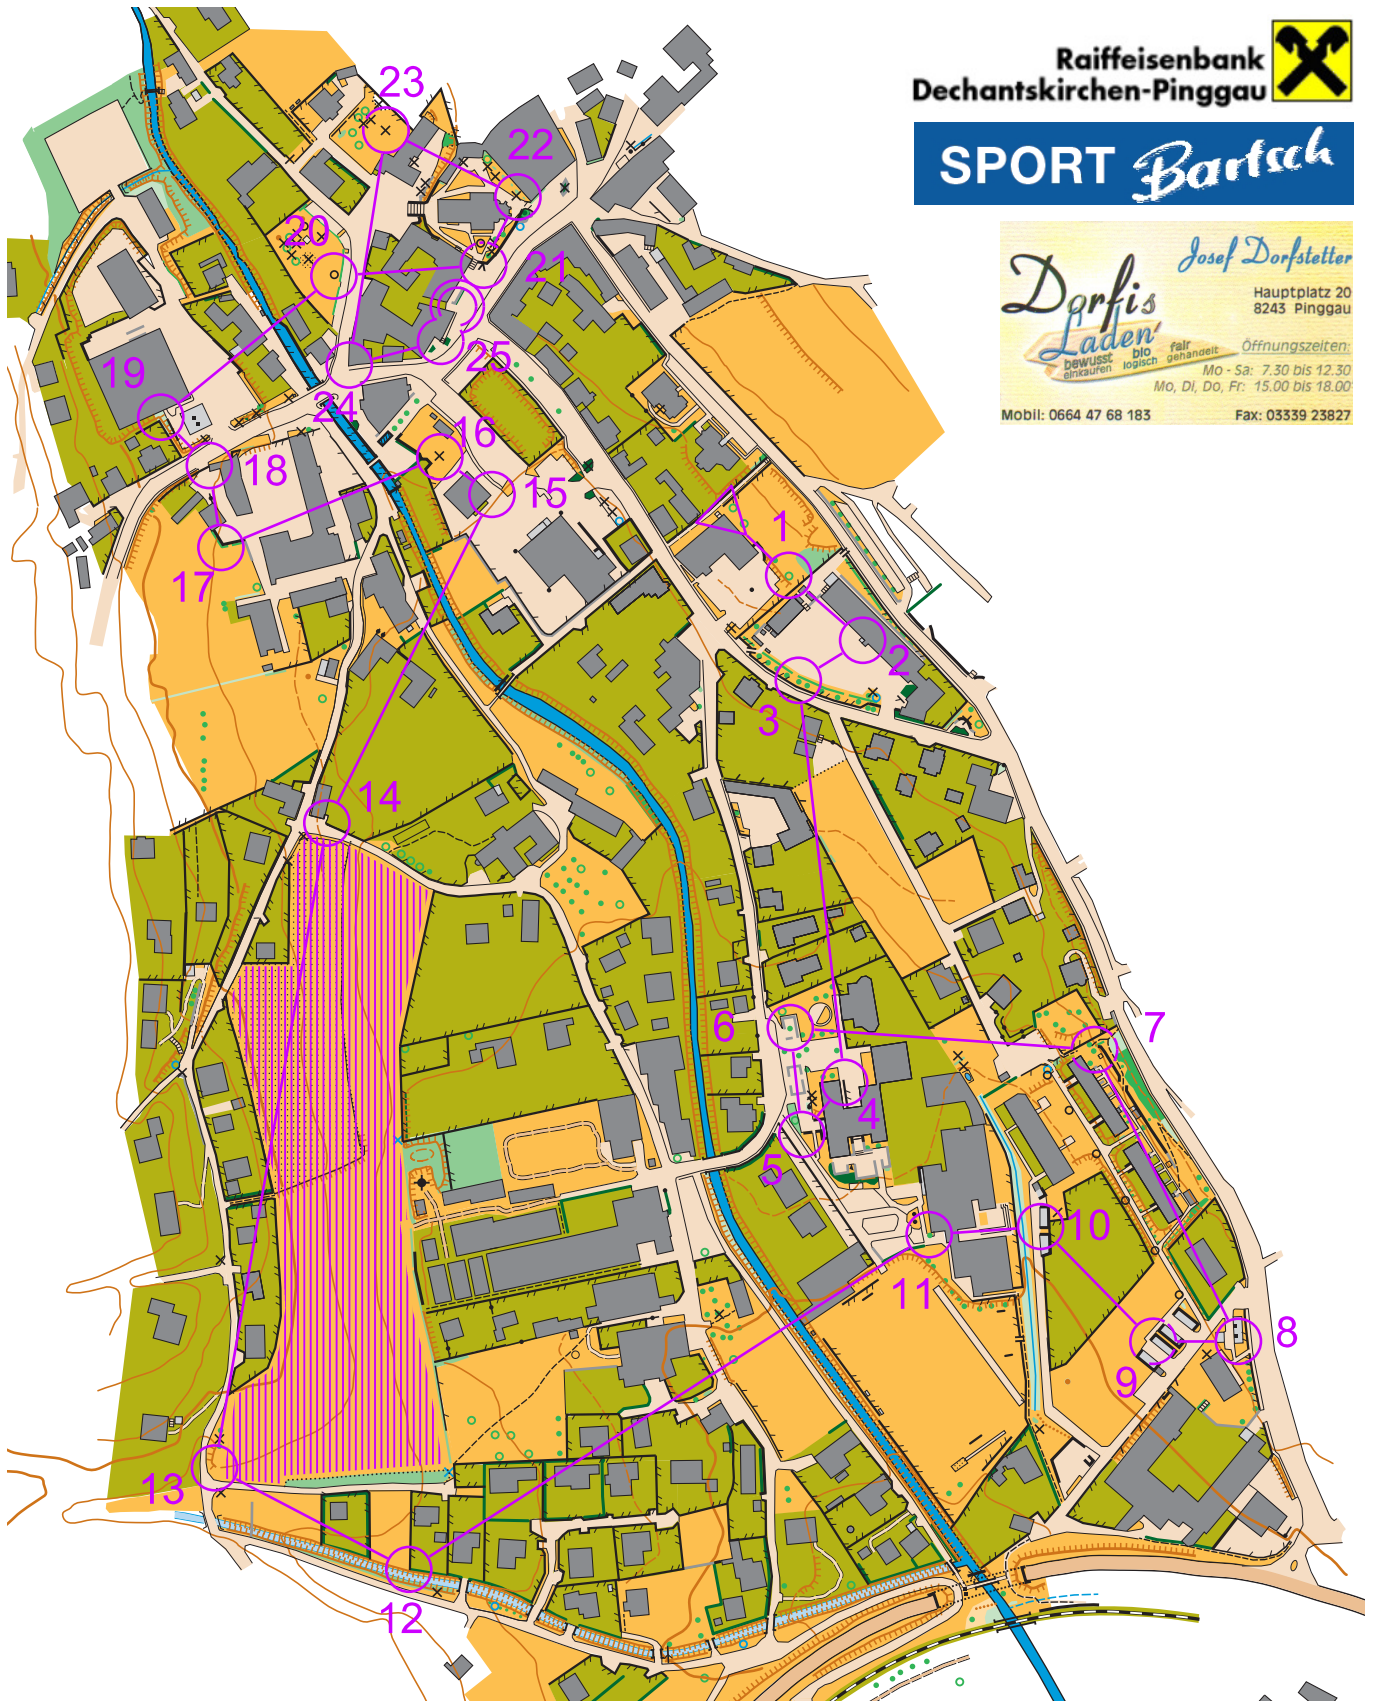 Raiffeisenbank
Dechantskirchen-Pinggau
SPORT Bartsch
Josef Dorfstetter
Dorfis
Laden
bewusst
einkaufen
bio
logisch
fair
gehandelt
Hauptplatz 20
8243 Pinggau
Öffnungszeiten:
Mo - Sa: 7.30 bis 12.30
Mo, Di, Do, Fr: 15.00 bis 18.00
Mobil: 0664 47 68 183
Fax: 03339 23827
23
22
20
21
19
25
24
16
18
15
1
17
2
3
14
6
7
4
5
10
11
8
9
13
12